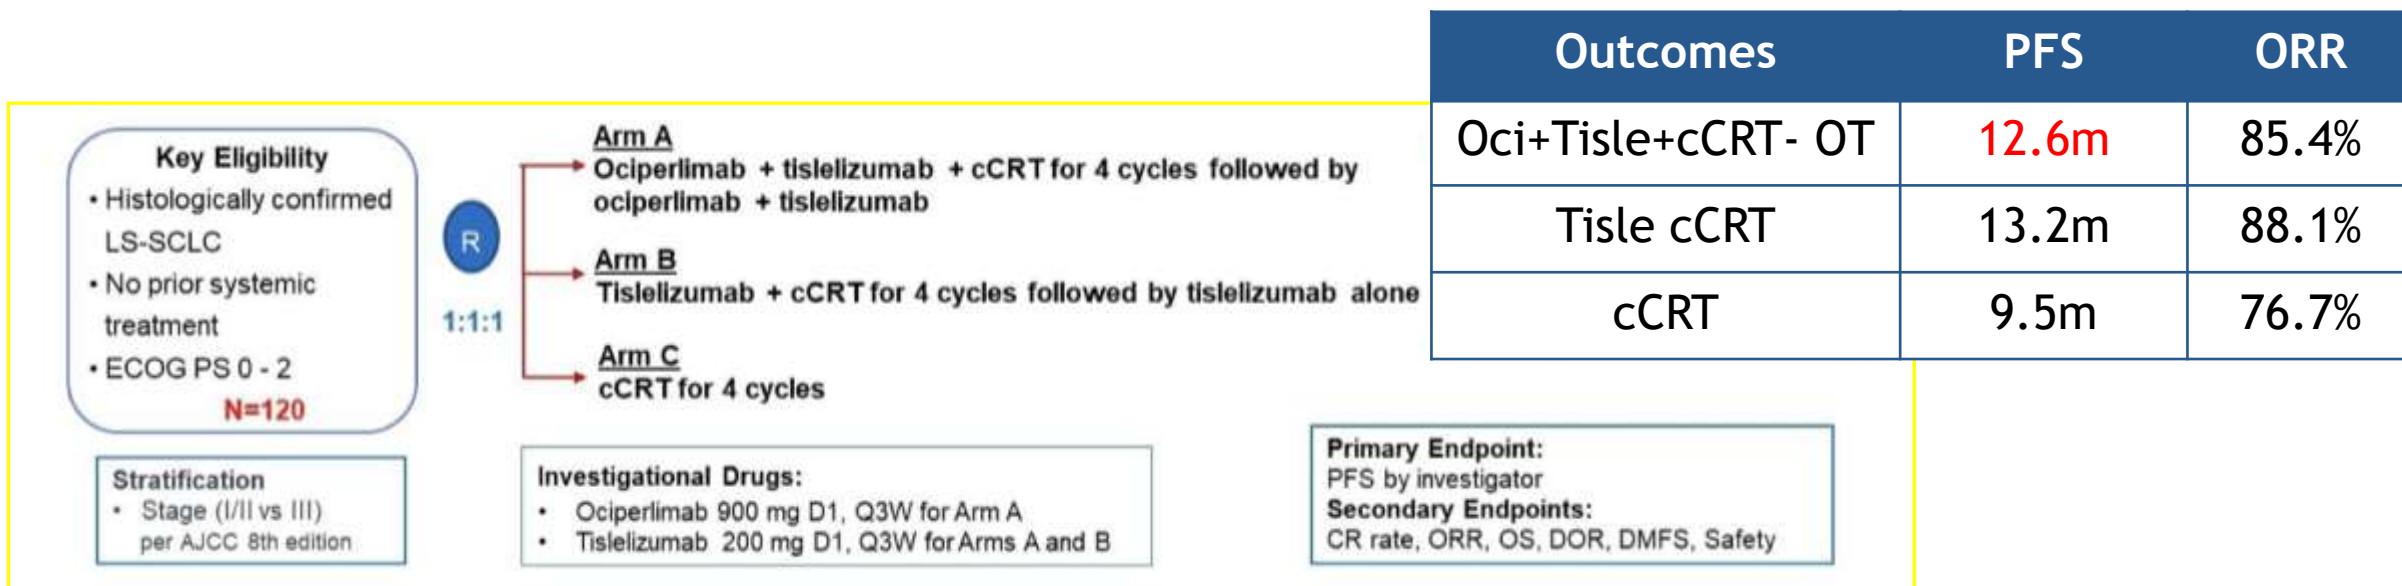 Outcomes PFS ORR
Oci+Tisle+cCRT- OT 12.6m 85.4%
Tisle cCRT 13.2m 88.1%
cCRT 9.5m 76.7%
Key Eligibility
• Histologically confirmed
LS-SCLC
• No prior systemic
treatment
• ECOG PS 0 - 2
N=120
R
1:1:1
Arm A
Ociperlimab + tislelizumab + cCRT for 4 cycles followed by
ociperlimab + tislelizumab
Arm B
Tislelizumab + cCRT for 4 cycles followed by tislelizumab alone
Arm C
cCRT for 4 cycles
Stratification
• Stage (I/II vs III)
per AJCC 8th edition
Investigational Drugs:
• Ociperlimab 900 mg D1, Q3W for Arm A
• Tislelizumab 200 mg D1, Q3W for Arms A and B
Primary Endpoint:
PFS by investigator
Secondary Endpoints:
CR rate, ORR, OS, DOR, DMFS, Safety